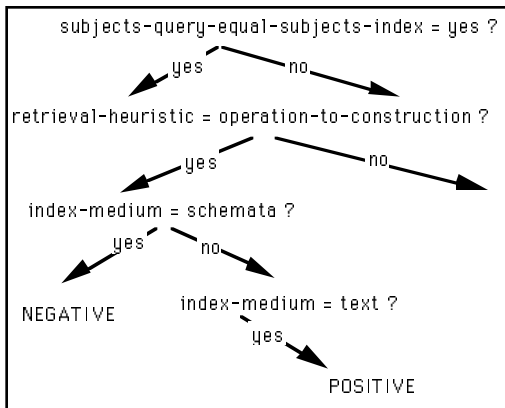 subjects-query-equal-subjects-index = yes ?
yes no
retrieval-heuristic = operation-to-construction ?
yes no
index-medium = schemata ?
yes no
NEGATIVE
index-medium = text ?
yes
POSITIVE